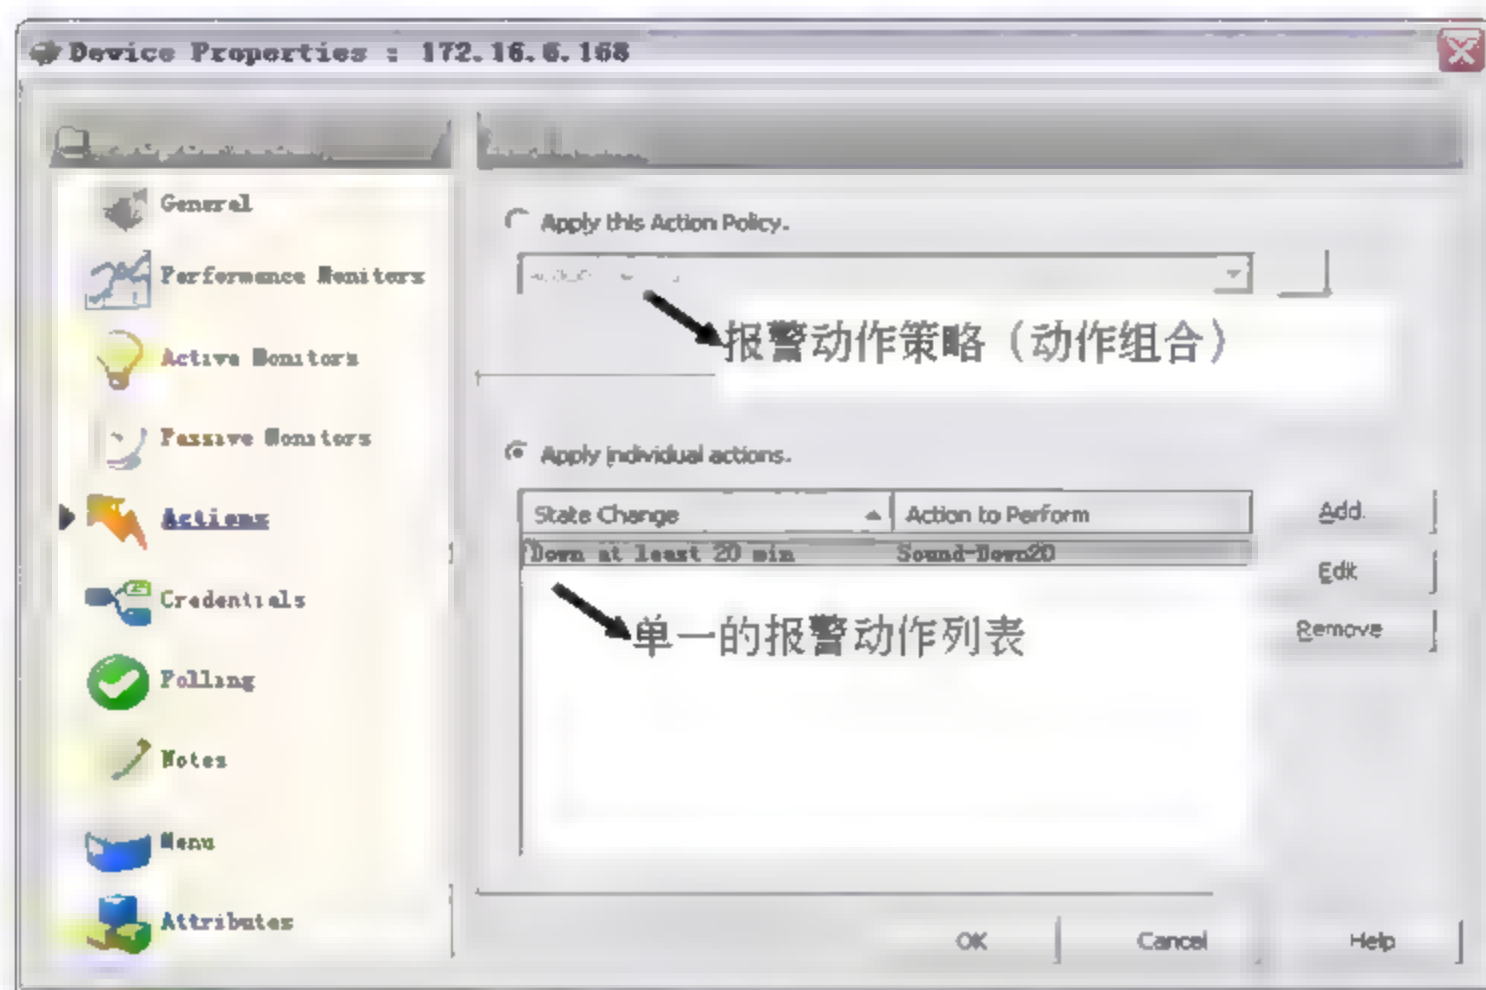 Device Properties : 172.16.6.168
General
Performance Monitors
Active Monitors
Passive Monitors
Actions
Credentials
Polling
Notes
Menu
Attributes
Apply this Action Policy.
报警动作策略（动作组合）
Apply individual actions.
State Change Action to Perform
Down at least 20 min Sound-Down20
单一的报警动作列表
Add.
Edit
Remove
OK Cancel Help